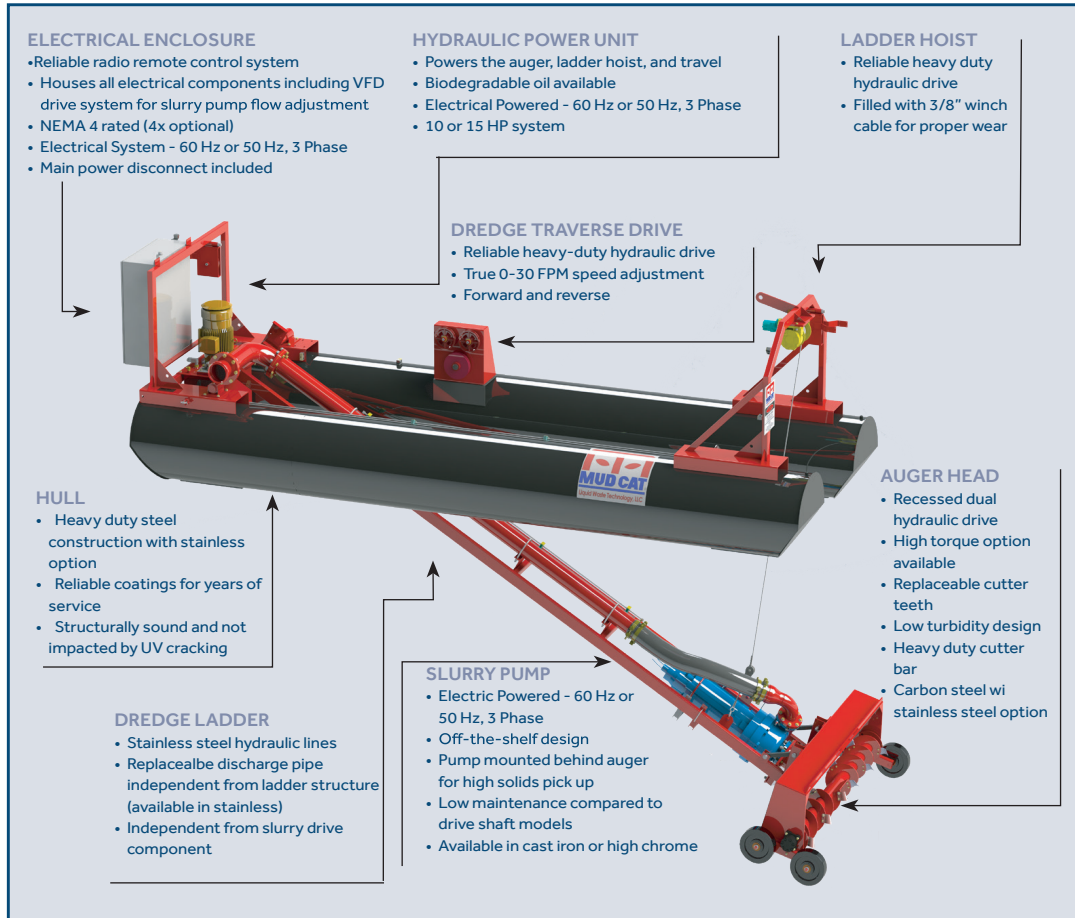 ELECTRICAL ENCLOSURE
•Reliable radio remote control system
• Houses all electrical components including VFD
drive system for slurry pump flow adjustment
• NEMA 4 rated (4x optional)
• Electrical System - 60 Hz or 50 Hz, 3 Phase
• Main power disconnect included
HYDRAULIC POWER UNIT
• Powers the auger, ladder hoist, and travel
• Biodegradable oil available
• Electrical Powered - 60 Hz or 50 Hz, 3 Phase
• 10 or 15 HP system
LADDER HOIST
• Reliable heavy duty
hydraulic drive
• Filled with 3/8” winch
cable for proper wear
DREDGE TRAVERSE DRIVE
• Reliable heavy-duty hydraulic drive
• True 0-30 FPM speed adjustment
• Forward and reverse
MUD CAT
Liquid Waste Technology, LLC
HULL
• Heavy duty steel
construction with stainless
option
• Reliable coatings for years of
service
• Structurally sound and not
impacted by UV cracking
AUGER HEAD
• Recessed dual
hydraulic drive
• High torque option
available
• Replaceable cutter
teeth
• Low turbidity design
• Heavy duty cutter
bar
• Carbon steel wi
stainless steel option
DREDGE LADDER
• Stainless steel hydraulic lines
• Replacealbe discharge pipe
independent from ladder structure
(available in stainless)
• Independent from slurry drive
component
SLURRY PUMP
• Electric Powered - 60 Hz or
50 Hz, 3 Phase
• Off-the-shelf design
• Pump mounted behind auger
for high solids pick up
• Low maintenance compared to
drive shaft models
• Available in cast iron or high chrome